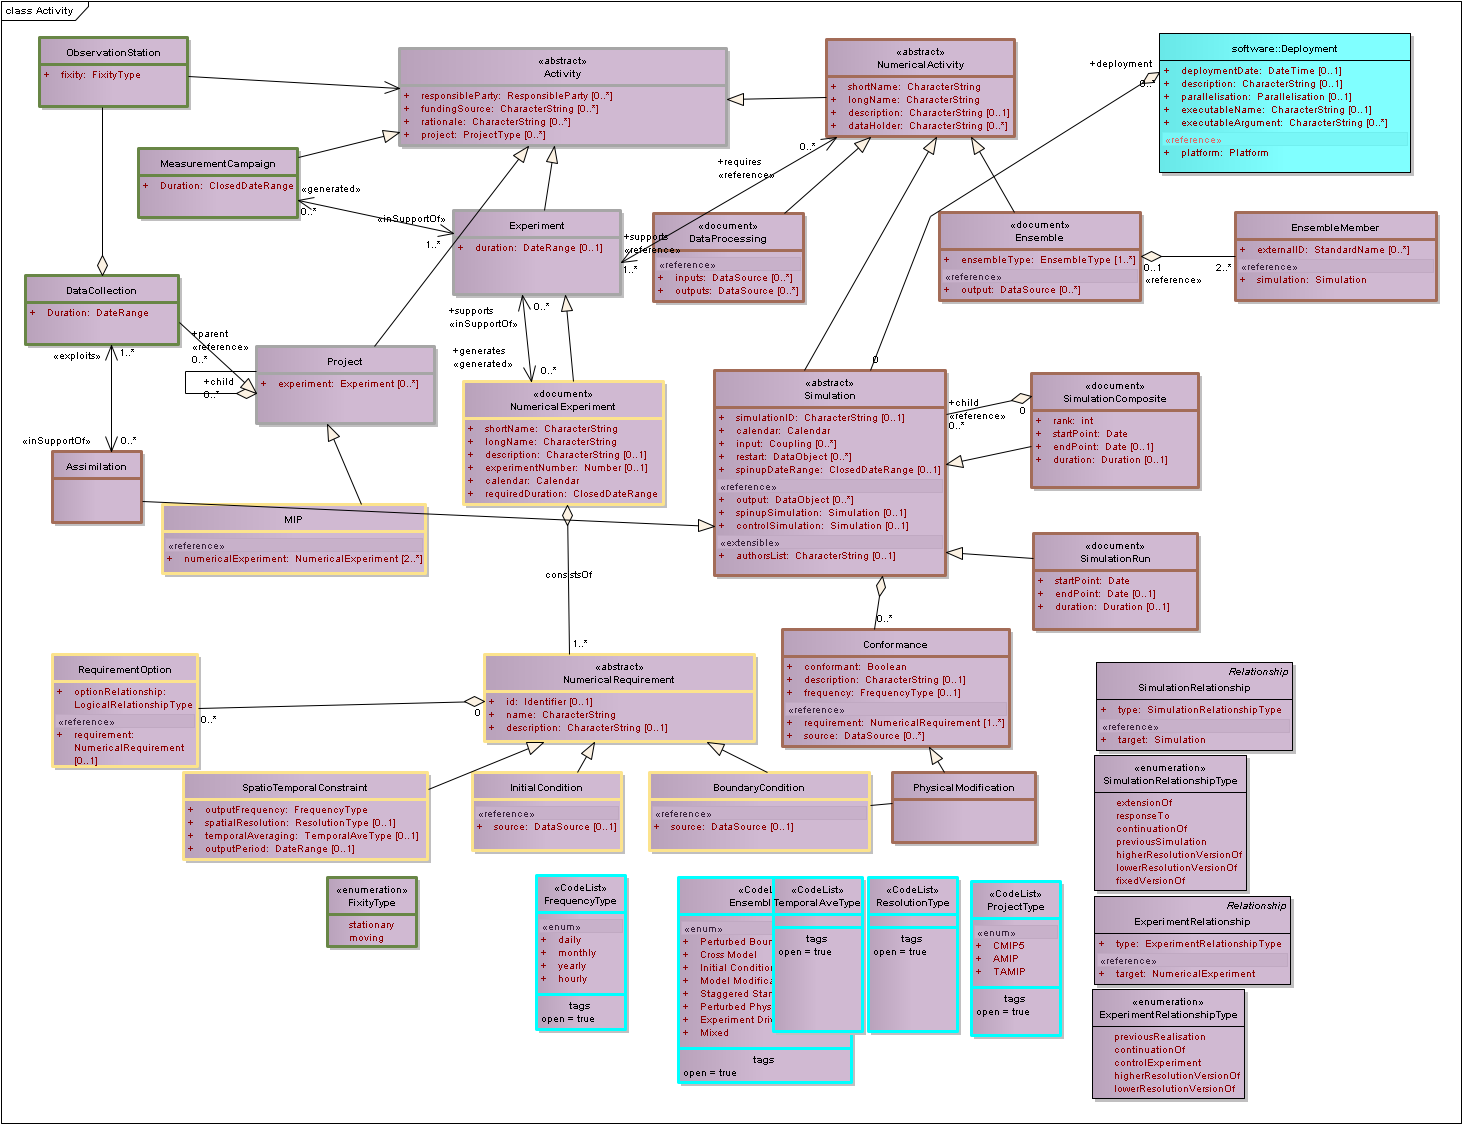 class Activity
ObservationStation
+ fixity: FixityType
«abstract»
Activity
+ responsibleParty: ResponsibleParty [0..*]
+ fundingSource: CharacterString [0..*]
+ rationale: CharacterString [0..*]
+ project: ProjectType [0..*]
«abstract»
NumericalActivity
+ shortName: CharacterString
+ longName: CharacterString
+ description: CharacterString [0..1]
+ dataHolder: CharacterString [0..*]
+deployment
0..*
software::Deployment
+ deploymentDate: DateTime [0..1]
+ description: CharacterString [0..1]
+ parallelisation: Parallelisation [0..1]
+ executableName: CharacterString [0..1]
+ executableArgument: CharacterString [0..*]
«reference»
+ platform: Platform
MeasurementCampaign
+ Duration: ClosedDateRange
«generated»
0..*
«inSupportOf»
1..*
0..*
+requires
«reference»
Experiment
+ duration: DateRange [0..1]
+supports
«reference»
1..*
«document»
DataProcessing
«reference»
+ inputs: DataSource [0..*]
+ outputs: DataSource [0..*]
«document»
Ensemble
+ ensembleType: EnsembleType [1..*]
«reference»
+ output: DataSource [0..*]
0..1
2..*
«reference»
EnsembleMember
+ externalID: StandardName [0..*]
«reference»
+ simulation: Simulation
DataCollection
+ Duration: DateRange
«exploits»
1..*
+parent
«reference»
0..*
+child
0..*
Project
+ experiment: Experiment [0..*]
+supports
«inSupportOf»
0..*
+generates
«generated»
0..*
«document»
NumericalExperiment
+ shortName: CharacterString
+ longName: CharacterString
+ description: CharacterString [0..1]
+ experimentNumber: Number [0..1]
+ calendar: Calendar
+ requiredDuration: ClosedDateRange
0
«abstract»
Simulation
+ simulationID: CharacterString [0..1]
+ calendar: Calendar
+ input: Coupling [0..*]
+ restart: DataObject [0..*]
+ spinupDateRange: ClosedDateRange [0..1]
«reference»
+ output: DataObject [0..*]
+ spinupSimulation: Simulation [0..1]
+ controlSimulation: Simulation [0..1]
«extensible»
+ authorsList: CharacterString [0..1]
+child
«reference»
0..*
0
«document»
SimulationComposite
+ rank: int
+ startPoint: Date
+ endPoint: Date [0..1]
+ duration: Duration [0..1]
«inSupportOf»
0..*
Assimilation
MIP
«reference»
+ numericalExperiment: NumericalExperiment [2..*]
«document»
SimulationRun
+ startPoint: Date
+ endPoint: Date [0..1]
+ duration: Duration [0..1]
consistsOf
1..*
0..*
RequirementOption
+ optionRelationship:
LogicalRelationshipType
«reference»
+ requirement:
NumericalRequirement
[0..1]
0..*
0
«abstract»
NumericalRequirement
+ id: Identifier [0..1]
+ name: CharacterString
+ description: CharacterString [0..1]
Conformance
+ conformant: Boolean
+ description: CharacterString [0..1]
+ frequency: FrequencyType [0..1]
«reference»
+ requirement: NumericalRequirement [1..*]
+ source: DataSource [0..*]
Relationship
SimulationRelationship
+ type: SimulationRelationshipType
«reference»
+ target: Simulation
SpatioTemporalConstraint
+ outputFrequency: FrequencyType
+ spatialResolution: ResolutionType [0..1]
+ temporalAveraging: TemporalAveType [0..1]
+ outputPeriod: DateRange [0..1]
InitialCondition
«reference»
+ source: DataSource [0..1]
BoundaryCondition
«reference»
+ source: DataSource [0..1]
PhysicalModification
«enumeration»
SimulationRelationshipType
extensionOf
responseTo
continuationOf
previousSimulation
higherResolutionVersionOf
lowerResolutionVersionOf
fixedVersionOf
«enumeration»
FixityType
stationary
moving
«CodeList»
FrequencyType
«enum»
+ daily
+ monthly
+ yearly
+ hourly
tags
open = true
«CodeL
Ensembl
«enum»
+ Perturbed Boun
+ Cross Model
+ Initial Condition
+ Model Modifica
+ Staggered Star
+ Perturbed Phys
+ Experiment Driv
+ Mixed
tags
open = true
«CodeList»
TemporalAveType
tags
open = true
«CodeList»
ResolutionType
tags
open = true
«CodeList»
ProjectType
«enum»
+ CMIP5
+ AMIP
+ TAMIP
tags
open = true
Relationship
ExperimentRelationship
+ type: ExperimentRelationshipType
«reference»
+ target: NumericalExperiment
«enumeration»
ExperimentRelationshipType
previousRealisation
continuationOf
controlExperiment
higherResolutionVersionOf
lowerResolutionVersionOf